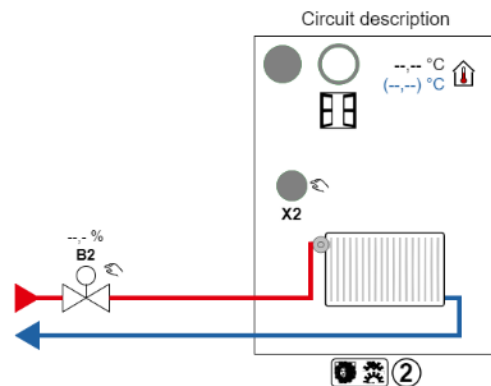 Circuit description
--,-- °C
(--,--) °C
X2
--,- %
B2
2